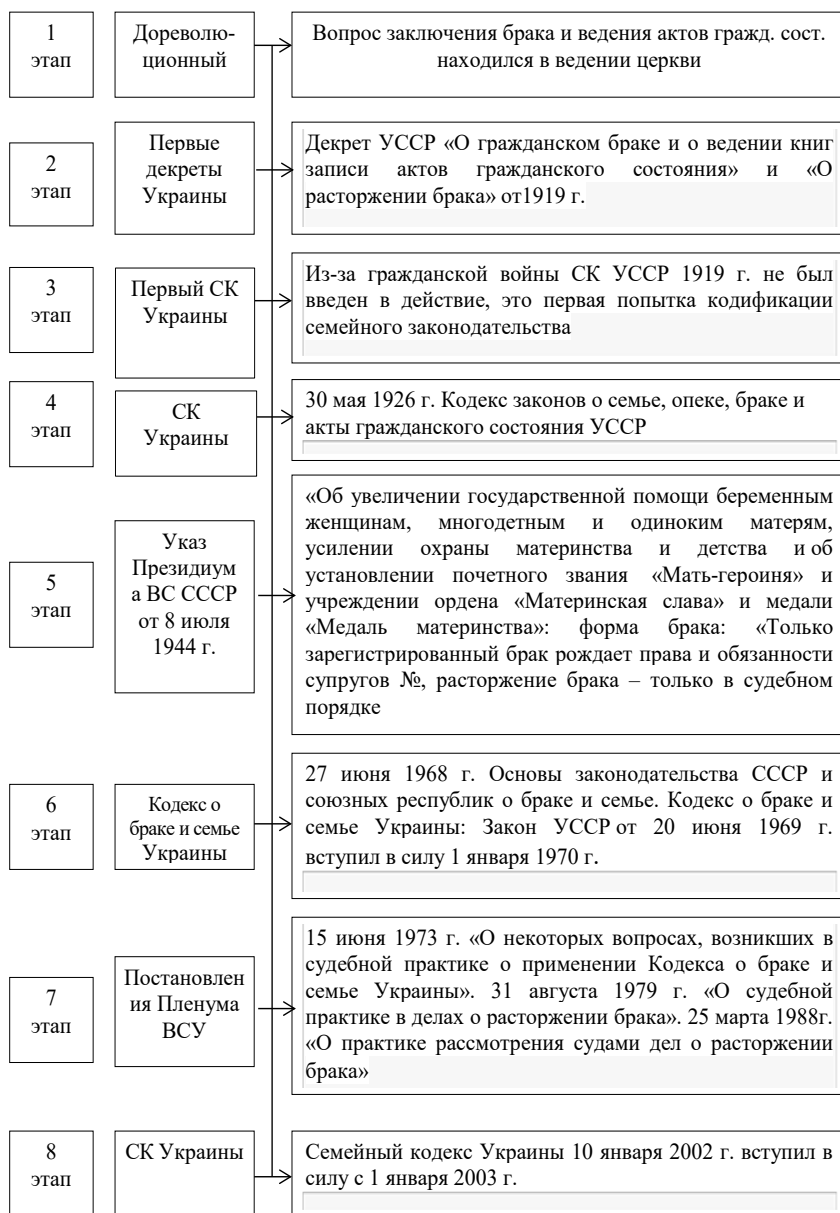 1
этап
Дореволю-
ционный
Вопрос заключения брака и ведения актов гражд. сост.
находился в ведении церкви
2
этап
Первые
декреты
Украины
Декрет УССР «О гражданском браке и о ведении книг
записи актов гражданского состояния» и «О
расторжении брака» от1919 г.
3
этап
Первый СК
Украины
Из-за гражданской войны СК УССР 1919 г. не был
введен в действие, это первая попытка кодификации
семейного законодательства
4
этап
СК
Украины
30 мая 1926 г. Кодекс законов о семье, опеке, браке и
акты гражданского состояния УССР
5
этап
Указ
Президиум
а ВС СССР
от 8 июля
1944 г.
«Об увеличении государственной помощи беременным
женщинам, многодетным и одиноким матерям,
усилении охраны материнства и детства и об
установлении почетного звания «Мать-героиня» и
учреждении ордена «Материнская слава» и медали
«Медаль материнства»: форма брака: «Только
зарегистрированный брак рождает права и обязанности
супругов №, расторжение брака – только в судебном
порядке
6
этап
Кодекс о
браке и семье
Украины
27 июня 1968 г. Основы законодательства СССР и
союзных республик о браке и семье. Кодекс о браке и
семье Украины: Закон УССР от 20 июня 1969 г.
вступил в силу 1 января 1970 г.
7
этап
Постановлен
ия Пленума
ВСУ
15 июня 1973 г. «О некоторых вопросах, возникших в
судебной практике о применении Кодекса о браке и
семье Украины». 31 августа 1979 г. «О судебной
практике в делах о расторжении брака». 25 марта 1988г.
«О практике рассмотрения судами дел о расторжении
брака»
8
этап
СК Украины
Семейный кодекс Украины 10 января 2002 г. вступил в
силу с 1 января 2003 г.